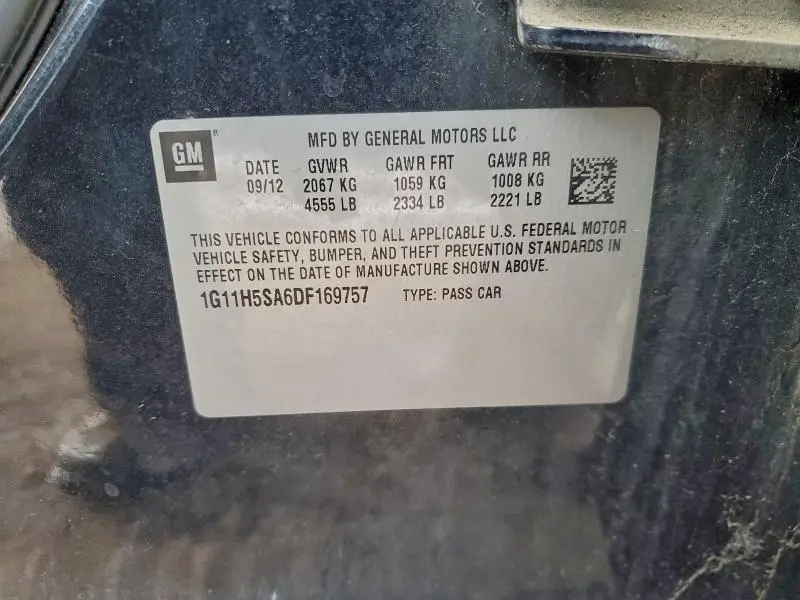 GM ® MFD BY GENERAL MOTORS LLC
DATE GVWR GAWR FRT GAWR RR
09/12 2067 KG 1059 KG 1008 KG
4555 LB 2334 LB 2221 LB
THIS VEHICLE CONFORMS TO ALL APPLICABLE U.S. FEDERAL MOTOR
VEHICLE SAFETY, BUMPER, AND THEFT PREVENTION STANDARDS IN
EFFECT ON THE DATE OF MANUFACTURE SHOWN ABOVE.
1G11H5SA6DF169757 TYPE: PASS CAR